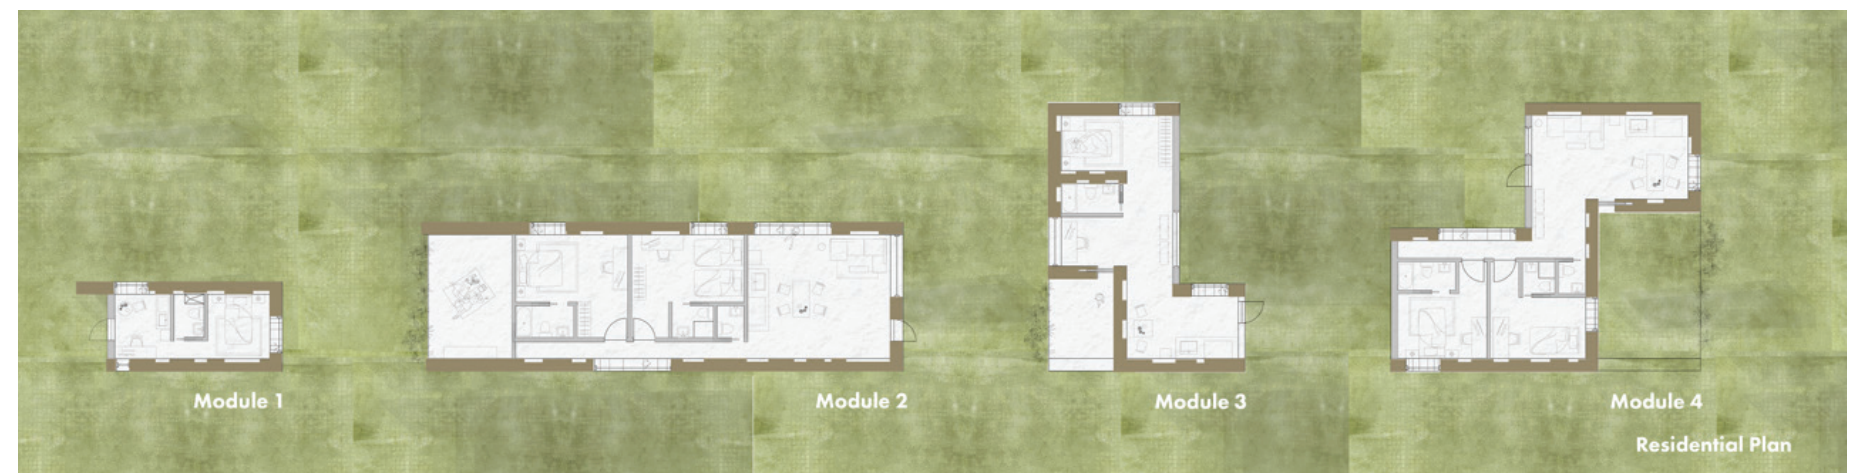 Module 1
Module 2
Module 3
Module 4
Residential Plan